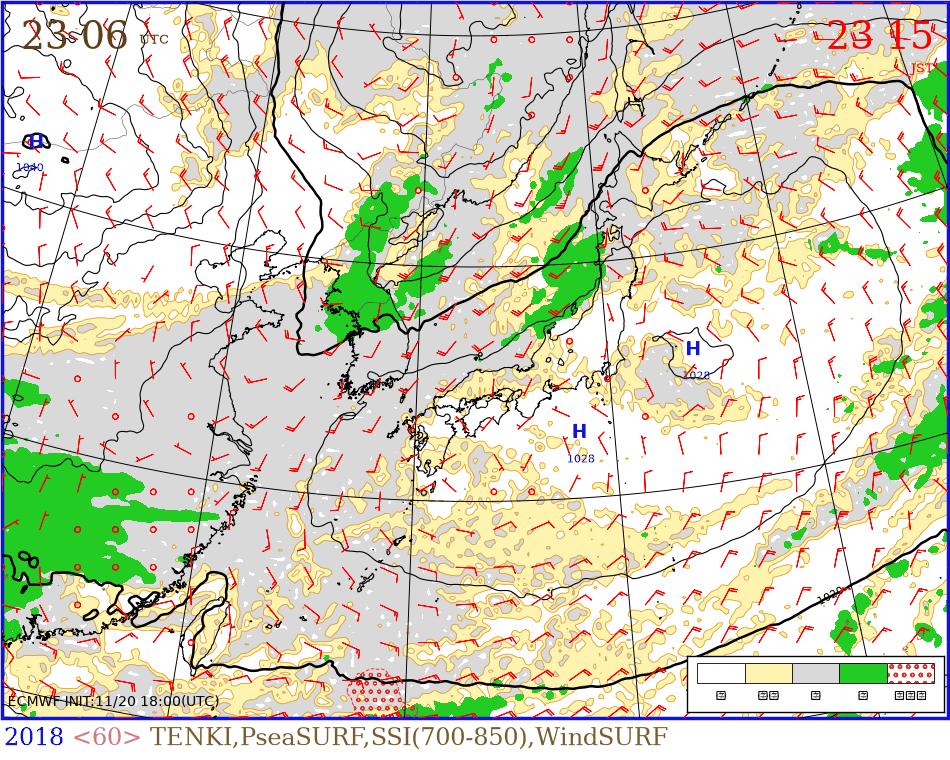 23 06 UTC
23 15 JST
H
1040
H
1028
H
1028
1020
ECMWF INIT:11/20 18:00(UTC)
2018 <60> TENKI,PseaSURF,SSI(700-850),WindSURF